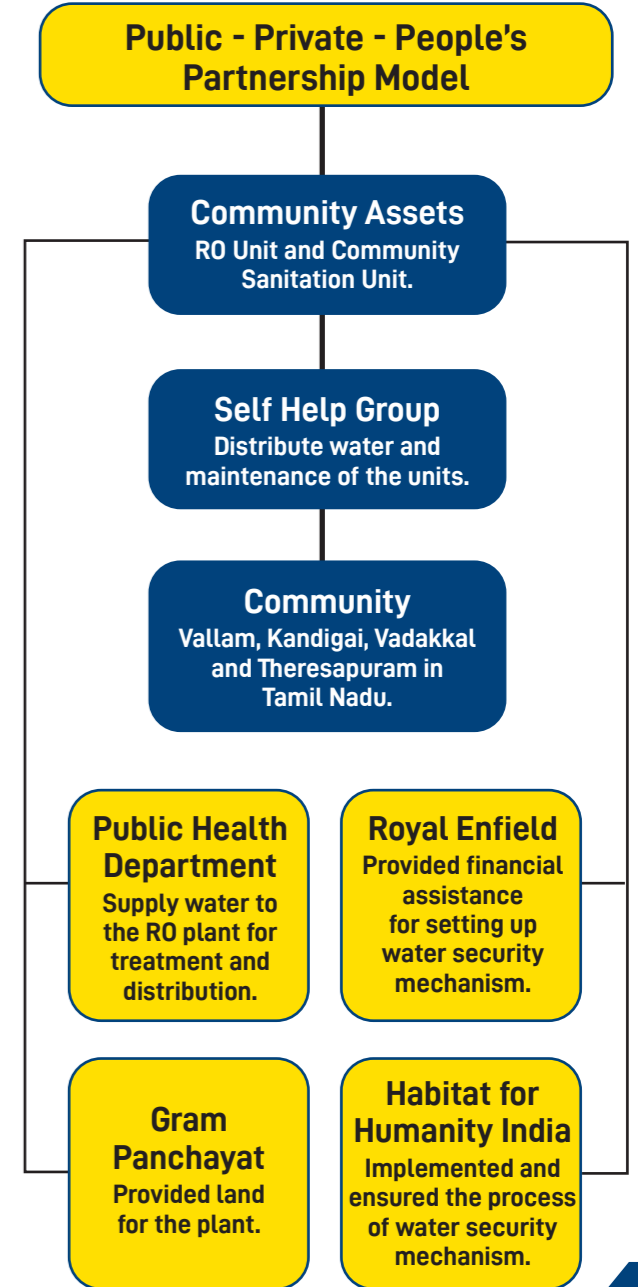 Public - Private - People's
Partnership Model
Community Assets
RO Unit and Community
Sanitation Unit.
Self Help Group
Distribute water and
maintenance of the units.
Community
Vallam, Kandigai, Vadakkal
and Theresapuram in
Tamil Nadu.
Public Health
Department
Supply water to
the RO plant for
treatment and
distribution.
Royal Enfield
Provided financial
assistance
for setting up
water security
mechanism.
Gram
Panchayat
Provided land
for the plant.
Habitat for
Humanity India
Implemented and
ensured the process
of water security
mechanism.